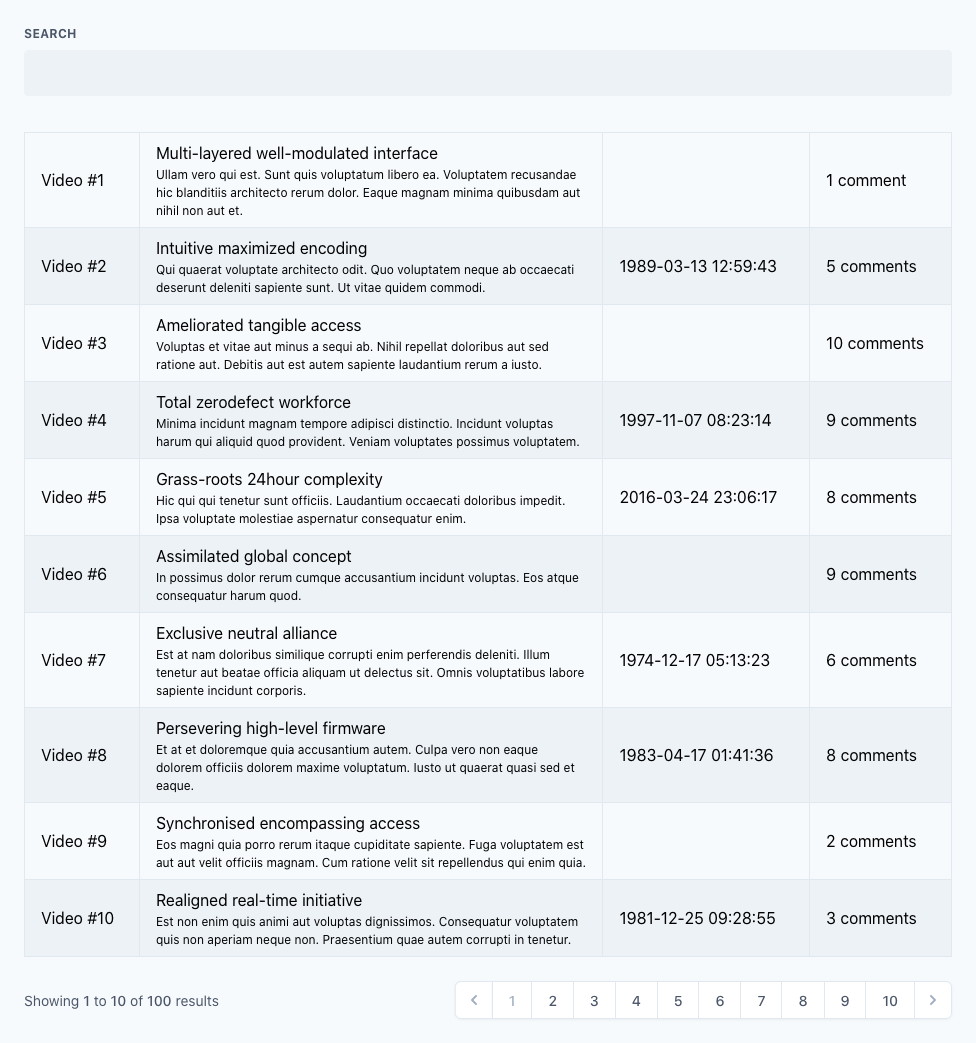 SEARCH
Video #1
Multi-layered well-modulated interface
Ullam vero qui est. Sunt quis voluptatum libero ea. Voluptatem recusandae
hic blanditiis architecto rerum dolor. Eaque magnam minima quibusdam aut
nihil non aut et.
1 comment
Video #2
Intuitive maximized encoding
Qui quaerat voluptate architecto odit. Quo voluptatem neque ab occaecati
deserunt deleniti sapiente sunt. Ut vitae quidem commodi.
1989-03-13 12:59:43
5 comments
Video #3
Ameliorated tangible access
Voluptas et vitae aut minus a sequi ab. Nihil repellat doloribus aut sed
ratione aut. Debitis aut est autem sapiente laudantium rerum a iusto.
10 comments
Video #4
Total zerodefect workforce
Minima incidunt magnam tempore adipisci distinctio. Incidunt voluptas
harum qui aliquid quod provident. Veniam voluptates possimus voluptatem.
1997-11-07 08:23:14
9 comments
Video #5
Grass-roots 24hour complexity
Hic qui qui tenetur sunt officiis. Laudantium occaecati doloribus impedit.
Ipsa voluptate molestiae aspernatur consequatur enim.
2016-03-24 23:06:17
8 comments
Video #6
Assimilated global concept
In possimus dolor rerum cumque accusantium incidunt voluptas. Eos atque
consequatur harum quod.
9 comments
Video #7
Exclusive neutral alliance
Est at nam doloribus similique corrupti enim perferendis deleniti. Illum
tenetur aut beatae officia aliquam ut delectus sit. Omnis voluptatibus labore
sapiente incidunt corporis.
1974-12-17 05:13:23
6 comments
Video #8
Persevering high-level firmware
Et at et doloremque quia accusantium autem. Culpa vero non eaque
dolorem officiis dolorem maxime voluptatum. Iusto ut quaerat quasi sed et
eaque.
1983-04-17 01:41:36
8 comments
Video #9
Synchronised encompassing access
Eos magni quia porro rerum itaque cupiditate sapiente. Fuga voluptatem est
aut aut velit officiis magnam. Cum ratione velit sit repellendus qui enim quia.
2 comments
Video #10
Realigned real-time initiative
Est non enim quis animi aut voluptas dignissimos. Consequatur voluptatem
quis non aperiam neque non. Praesentium quae autem corrupti in tenetur.
1981-12-25 09:28:55
3 comments
Showing 1 to 10 of 100 results
1 2 3 4 5 6 7 8 9 10